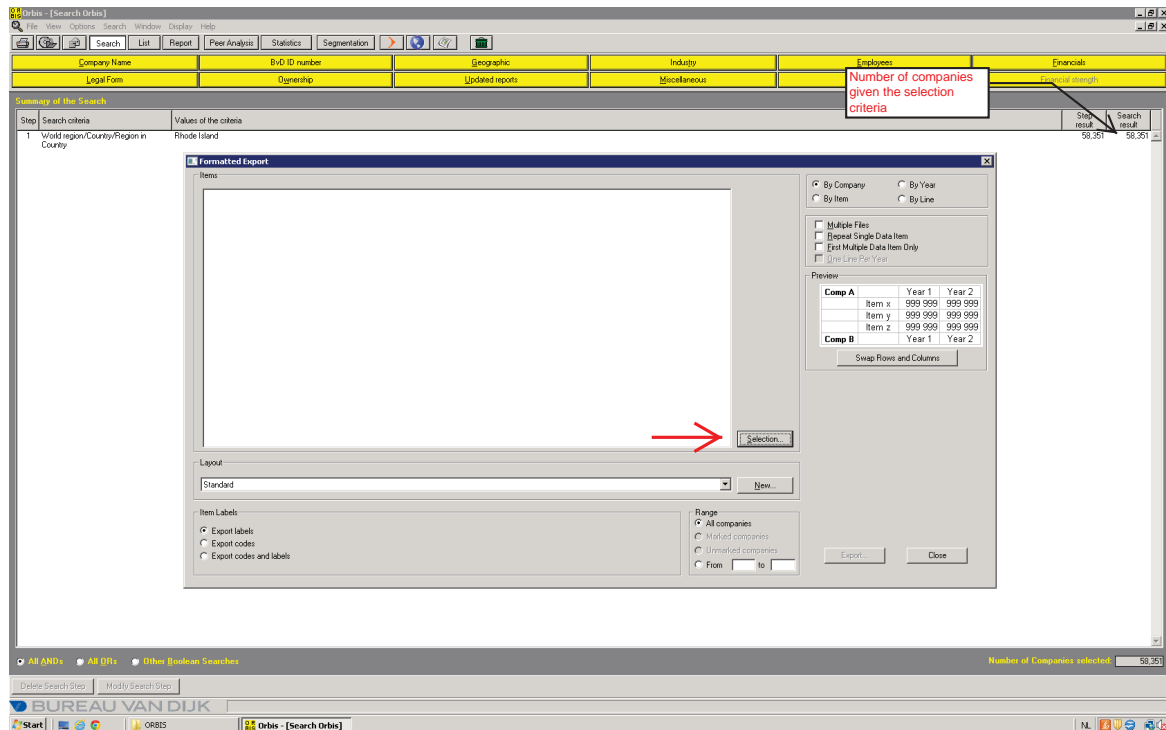 Orbis - [Search Orbis]
File View Options Search Window Display Help
Search List Report Peer Analysis Statistics Segmentation
Company Name BvD ID number Geographic Industry Employees Financials
Legal Form Ownership Updated reports Miscellaneous Financial strength
Number of companies
given the selection
criteria
Summary of the Search
Step Search criteria Values of the criteria Step result Search result
1 World region/Country/Region in Country Rhode Island 58,351 58,351
Formatted Export
Items
By Company By Year
By Item By Line
Multiple Files
Repeat Single Data Item
First Multiple Data Item Only
One Line Per Year
Preview
Comp A Year 1 Year 2
Item x 999 999 999 999
Item y 999 999 999 999
Item z 999 999 999 999
Comp B Year 1 Year 2
Swap Rows and Columns
Selection...
Layout
Standard New...
Item Labels
Export labels
Export codes
Export codes and labels
Range
All companies
Marked companies
Unmarked companies
From to
Export... Close
All ANDs All ORs Other Boolean Searches Number of Companies selected: 58,351
Delete Search Step Modify Search Step
BUREAU VAN DIJK
Start ORBIS Orbis - [Search Orbis] NL